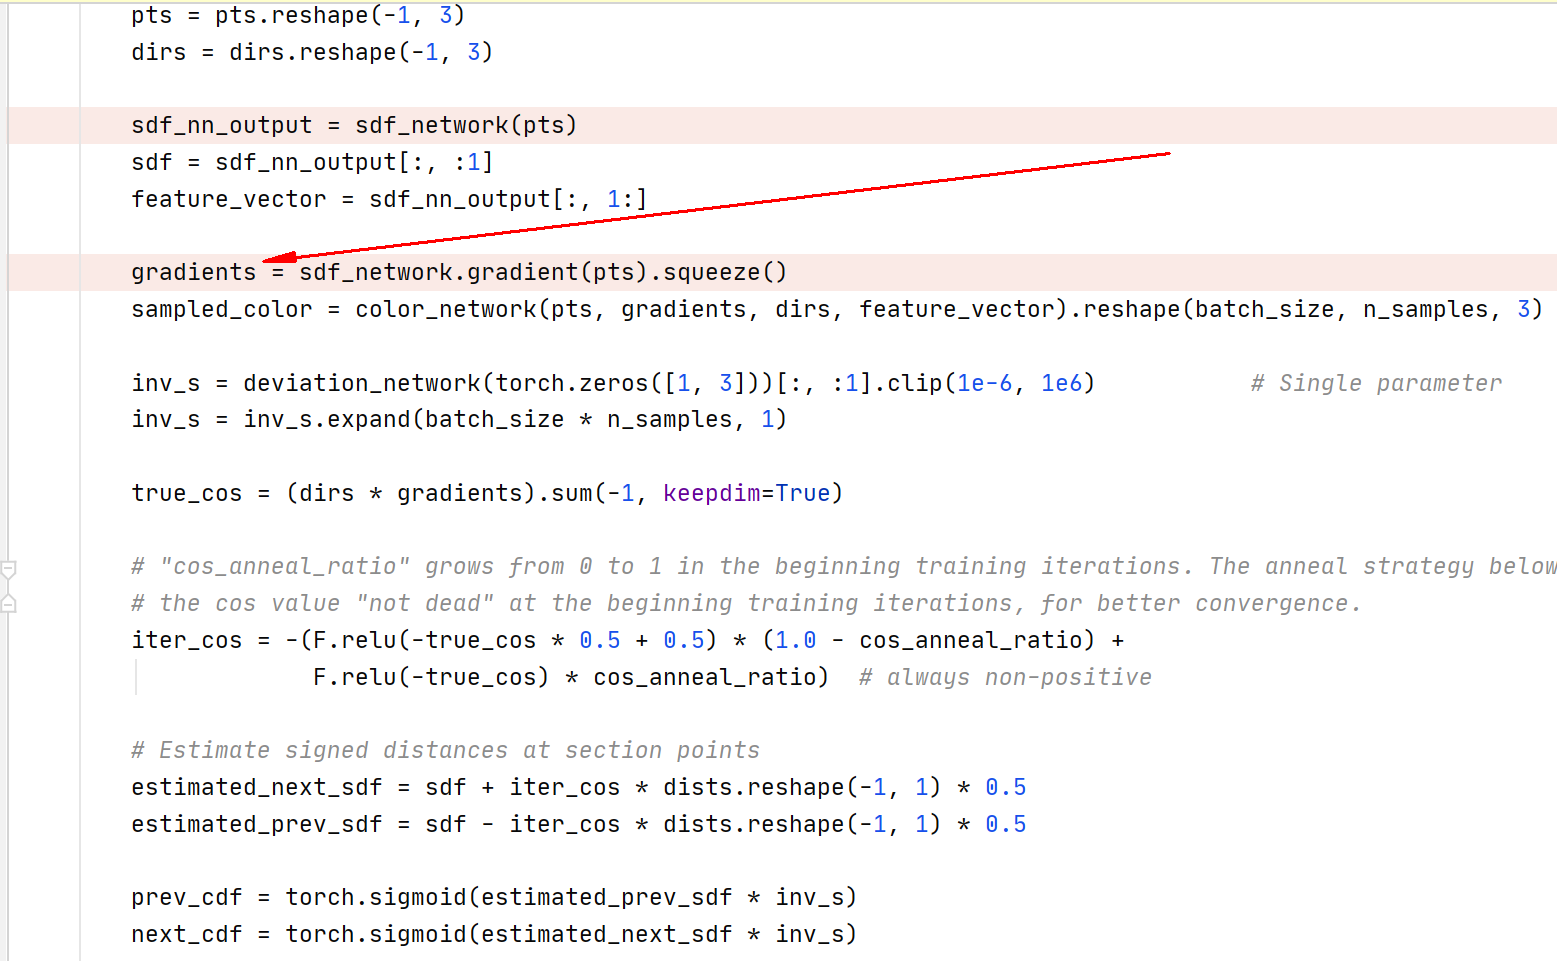 pts = pts.reshape(-1, 3)
dirs = dirs.reshape(-1, 3)
sdf_nn_output = sdf_network(pts)
sdf = sdf_nn_output[:, :1]
feature_vector = sdf_nn_output[:, 1:]
gradients = sdf_network.gradient(pts).squeeze()
sampled_color = color_network(pts, gradients, dirs, feature_vector).reshape(batch_size, n_samples, 3)
inv_s = deviation_network(torch.zeros([1, 3]))[:, :1].clip(1e-6, 1e6)           # Single parameter
inv_s = inv_s.expand(batch_size * n_samples, 1)
true_cos = (dirs * gradients).sum(-1, keepdim=True)
# "cos_anneal_ratio" grows from 0 to 1 in the beginning training iterations. The anneal strategy below
# the cos value "not dead" at the beginning training iterations, for better convergence.
iter_cos = -(F.relu(-true_cos * 0.5 + 0.5) * (1.0 - cos_anneal_ratio) +
F.relu(-true_cos) * cos_anneal_ratio)  # always non-positive
# Estimate signed distances at section points
estimated_next_sdf = sdf + iter_cos * dists.reshape(-1, 1) * 0.5
estimated_prev_sdf = sdf - iter_cos * dists.reshape(-1, 1) * 0.5
prev_cdf = torch.sigmoid(estimated_prev_sdf * inv_s)
next_cdf = torch.sigmoid(estimated_next_sdf * inv_s)